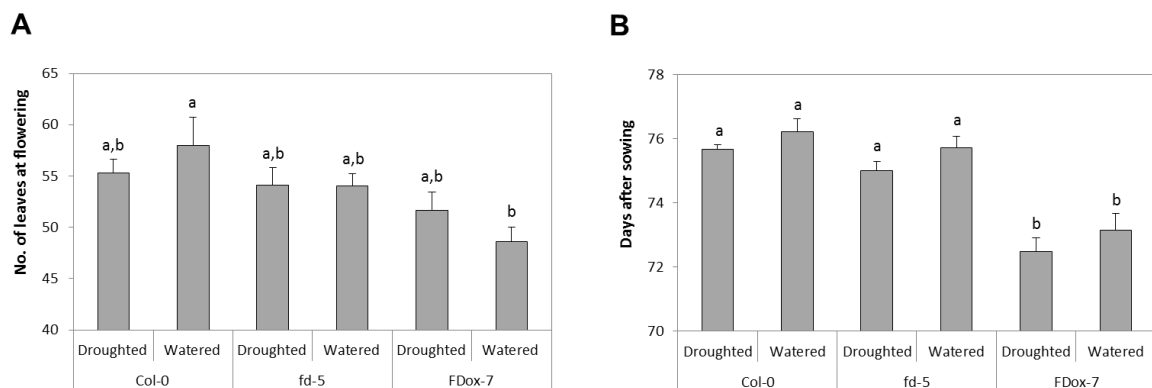 A
No. of leaves at flowering
65
60
55
50
45
40
a,b
a
a,b
a,b
a,b
b
Droughted Watered Droughted Watered Droughted Watered
Col-0 fd-5 FDox-7
B
Days after sowing
78
76
74
72
70
a
a
a
a
b
b
Droughted Watered Droughted Watered Droughted Watered
Col-0 fd-5 FDox-7